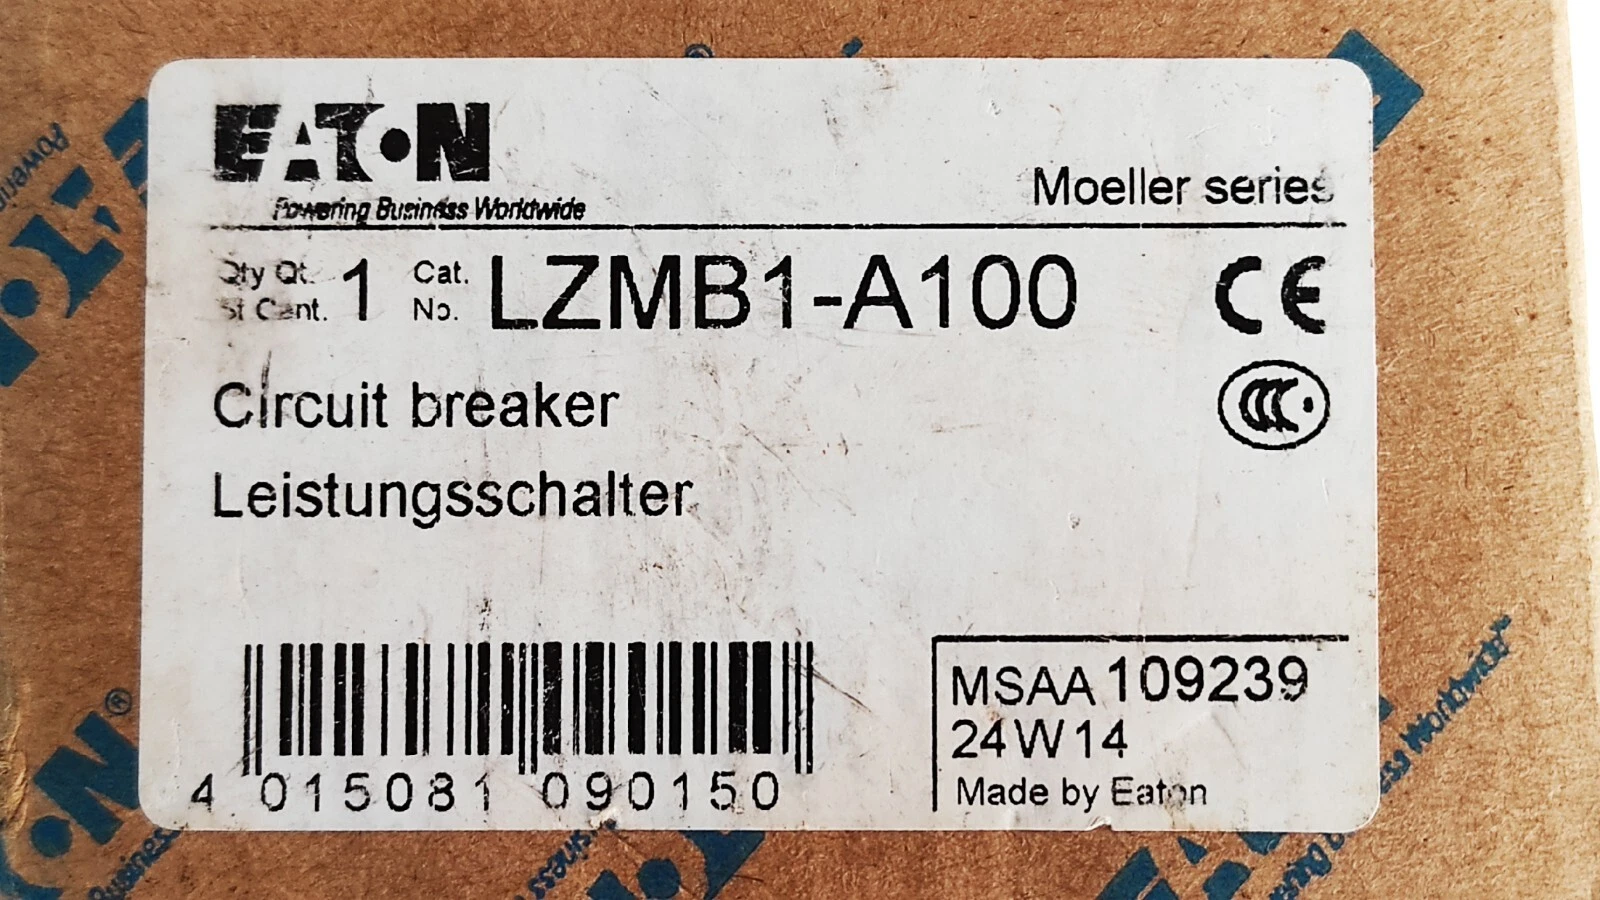 EATON
Powering Business Worldwide
Moeller series
Qty Qt. 1 Cat. LZMB1-A100 CE
St Cant. No.
Circuit breaker
CCC
Leistungsschalter
4 015081 090150
MSAA 109239
24W14
Made by Eaton